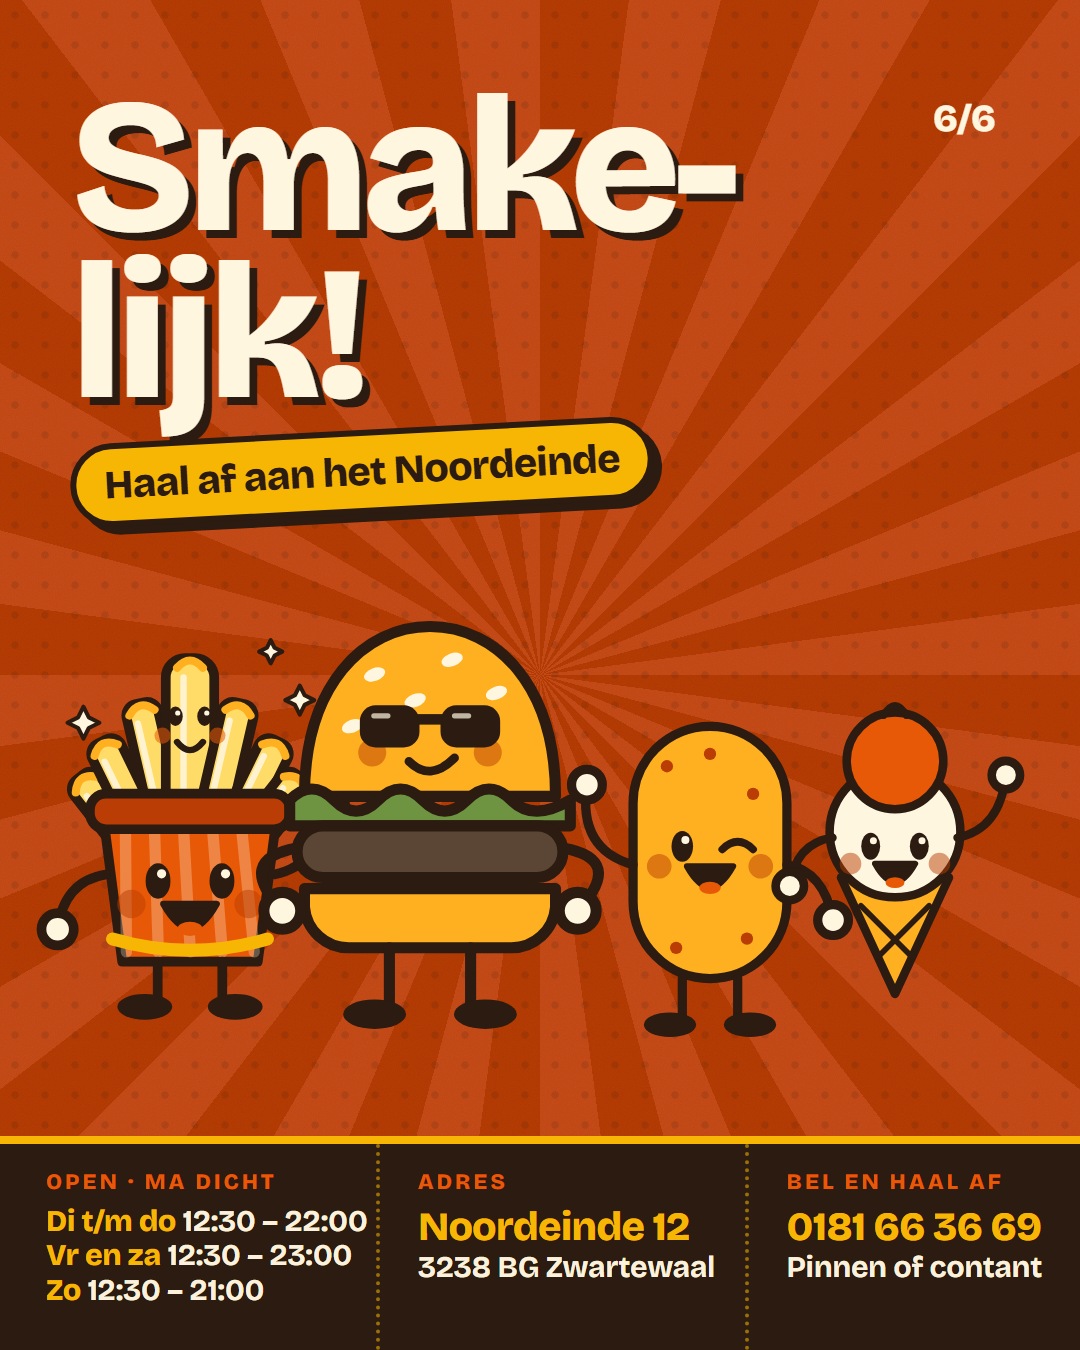 Smake-
lijk!
6/6
Haal af aan het Noordeinde
OPEN · MA DICHT
Di t/m do 12:30 – 22:00
Vr en za 12:30 – 23:00
Zo 12:30 – 21:00
ADRES
Noordeinde 12
3238 BG Zwartewaal
BEL EN HAAL AF
0181 66 36 69
Pinnen of contant